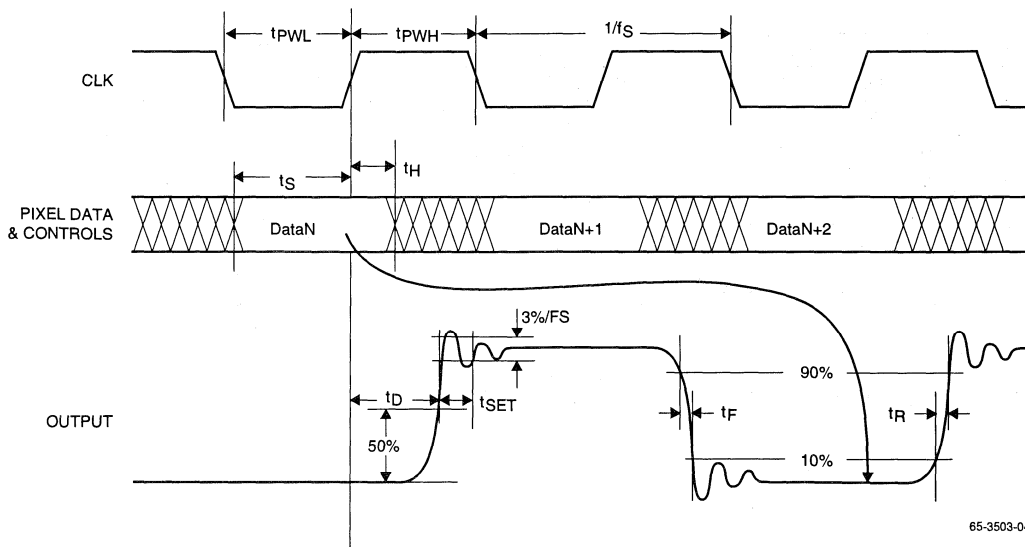 tPWL
tPWH
1/fS
CLK
tS
tH
PIXEL DATA
& CONTROLS
DataN
DataN+1
DataN+2
3%/FS
90%
tD
tSET
tF
tR
OUTPUT
50%
10%